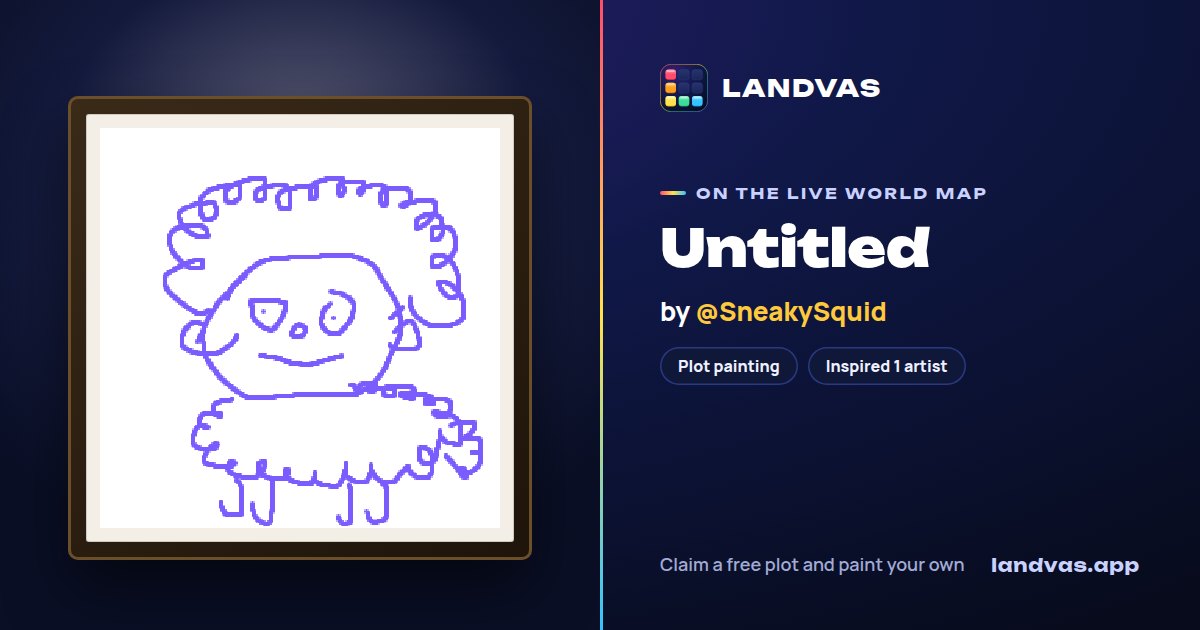 LANDVAS
ON THE LIVE WORLD MAP
Untitled
by @SneakySquid
Plot painting
Inspired 1 artist
Claim a free plot and paint your own
landvas.app